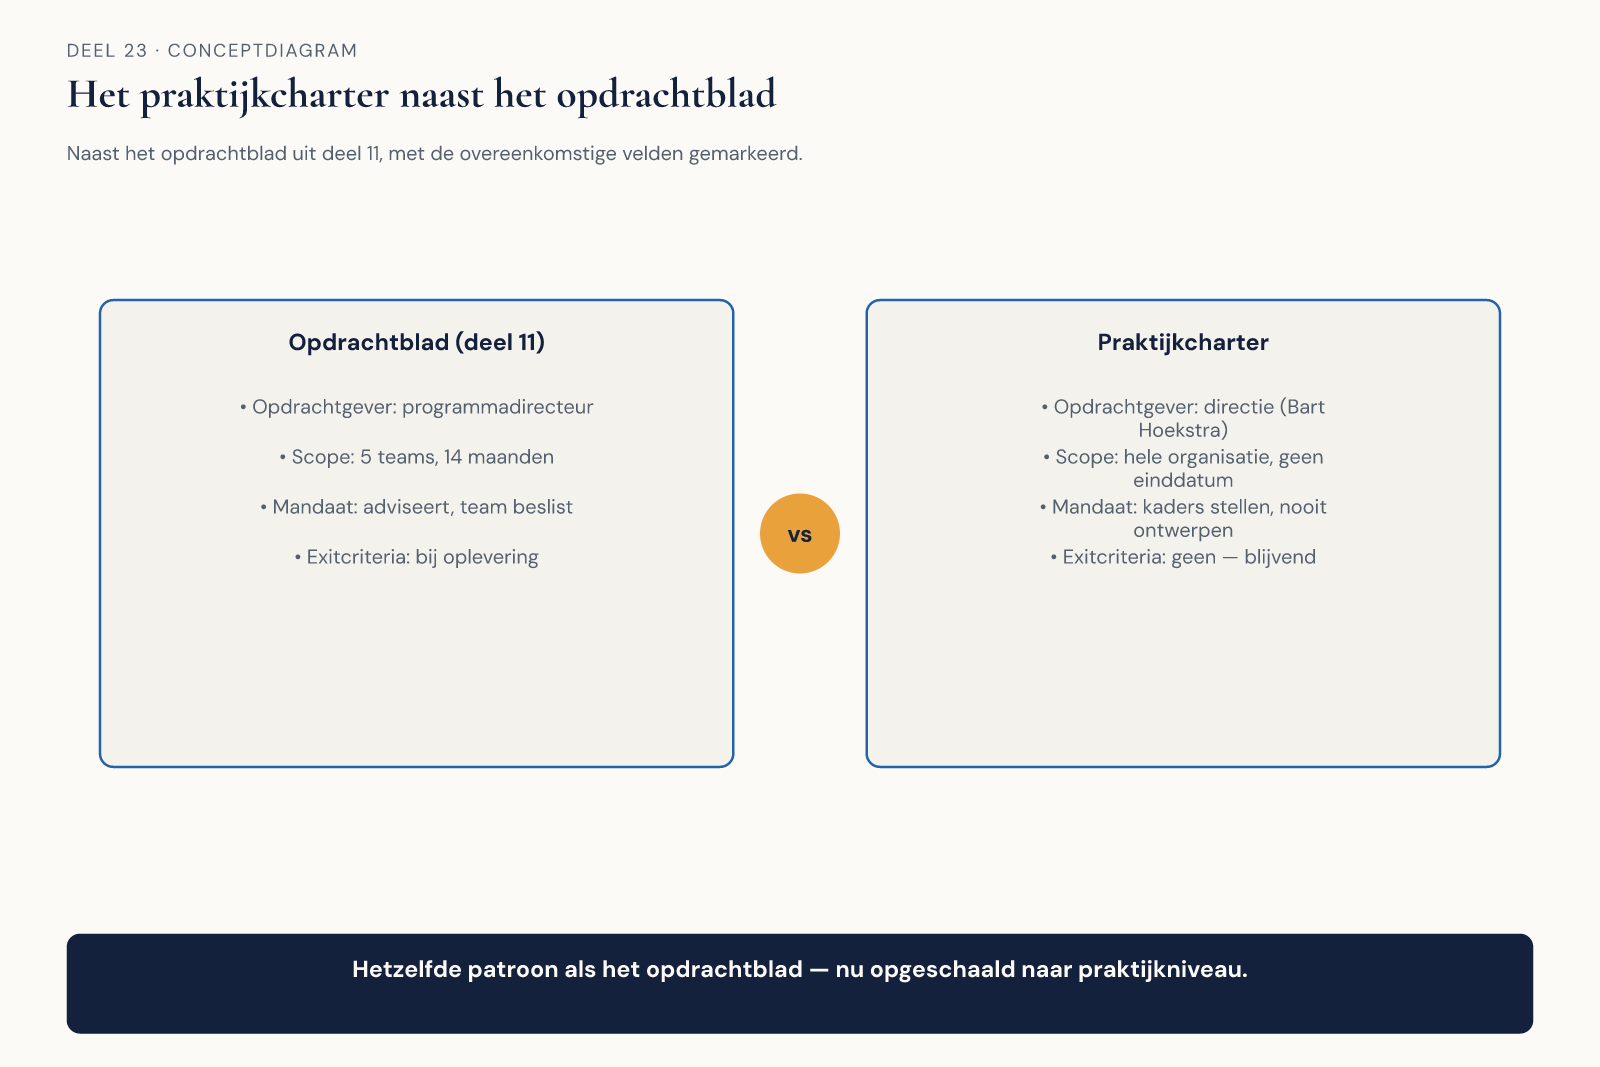 DEEL 23 · CONCEPTDIAGRAM
Het praktijkcharter naast het opdrachtblad
Naast het opdrachtblad uit deel 11, met de overeenkomstige velden gemarkeerd.
Opdrachtblad (deel 11)
• Opdrachtgever: programmadirecteur
• Scope: 5 teams, 14 maanden
• Mandaat: adviseert, team beslist
• Exitcriteria: bij oplevering
vs
Praktijkcharter
• Opdrachtgever: directie (Bart
Hoekstra)
• Scope: hele organisatie, geen
einddatum
• Mandaat: kaders stellen, nooit
ontwerpen
• Exitcriteria: geen — blijvend
Hetzelfde patroon als het opdrachtblad — nu opgeschaald naar praktijkniveau.